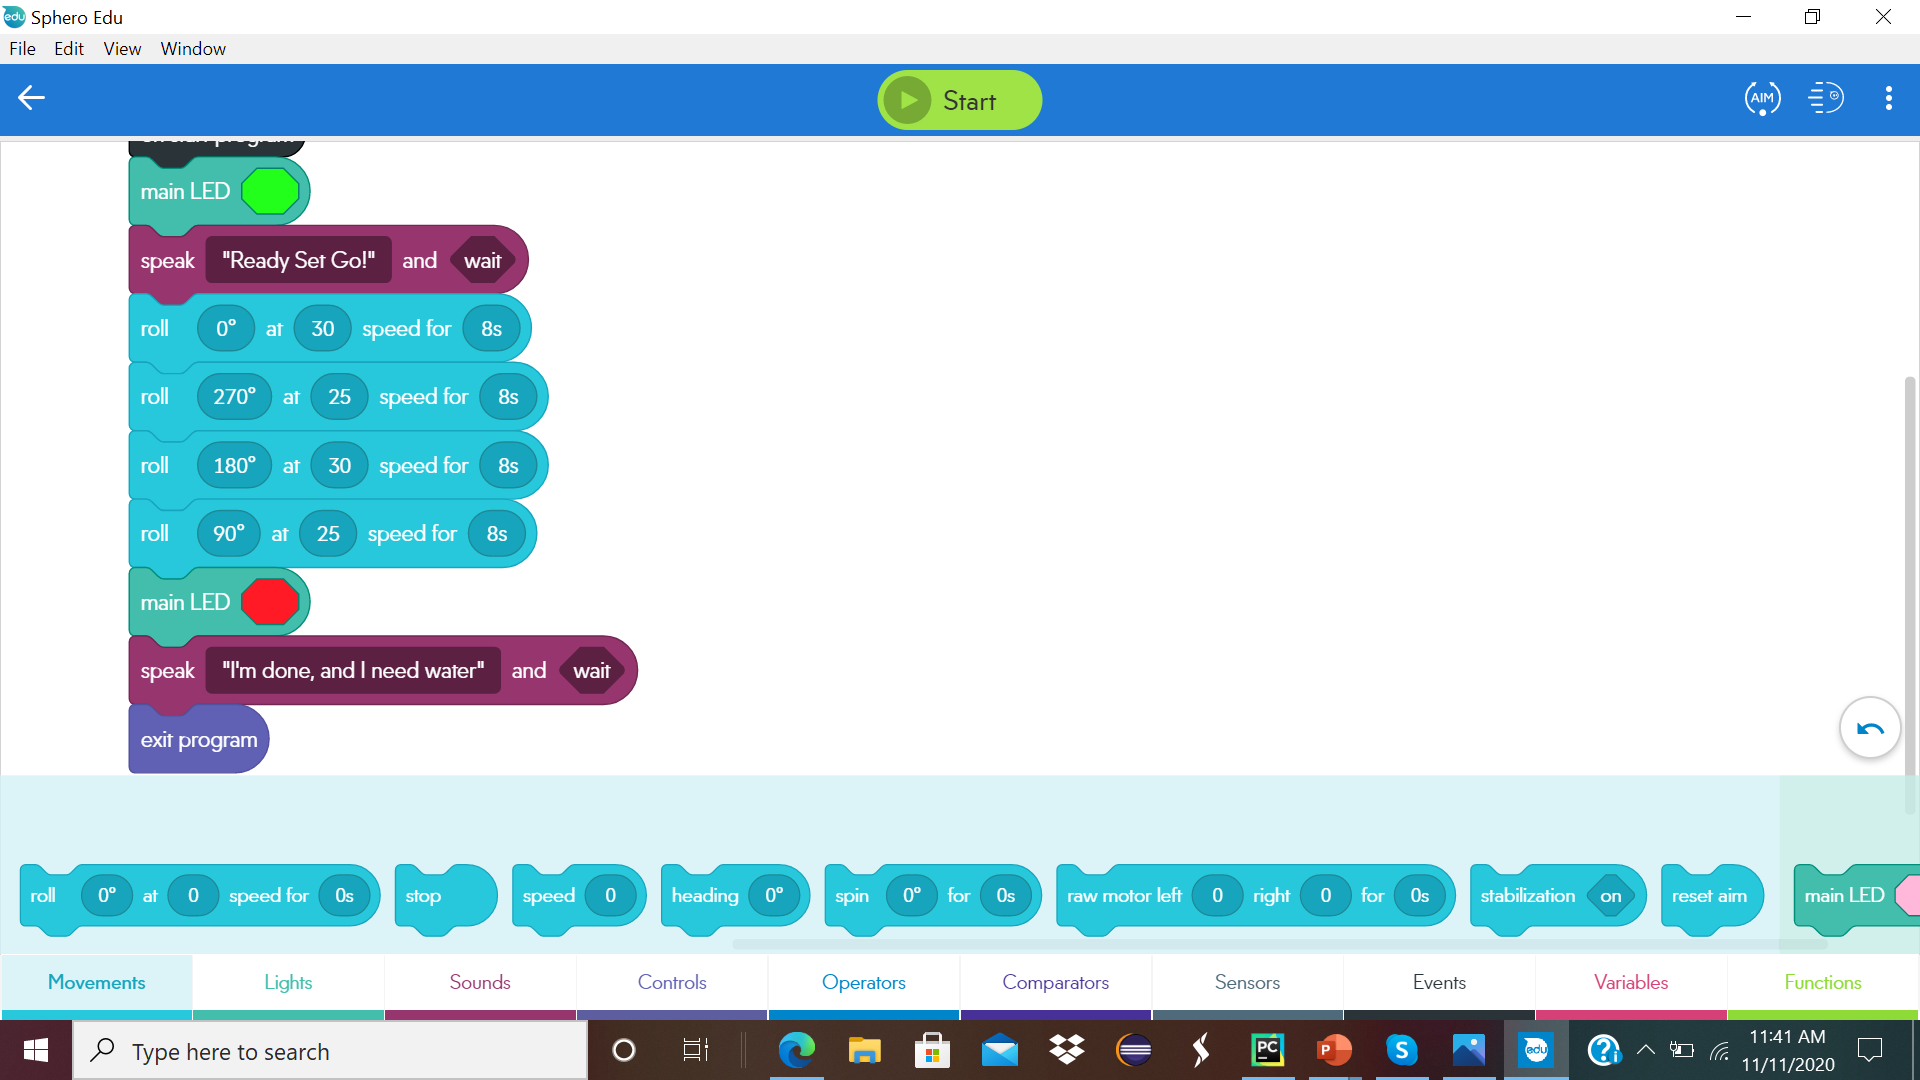 edu Sphero Edu
File Edit View Window
Start
AIM
program
main LED
speak "Ready Set Go!" and wait
roll 0° at 30 speed for 8s
roll 270° at 25 speed for 8s
roll 180° at 30 speed for 8s
roll 90° at 25 speed for 8s
main LED
speak "I'm done, and I need water" and wait
exit program
roll 0° at 0 speed for 0s stop speed 0 heading 0° spin 0° for 0s raw motor left 0 right 0 for 0s stabilization on reset aim main LED
Movements Lights Sounds Controls Operators Comparators Sensors Events Variables Functions
Type here to search
PC P S edu ?
11:41 AM
11/11/2020